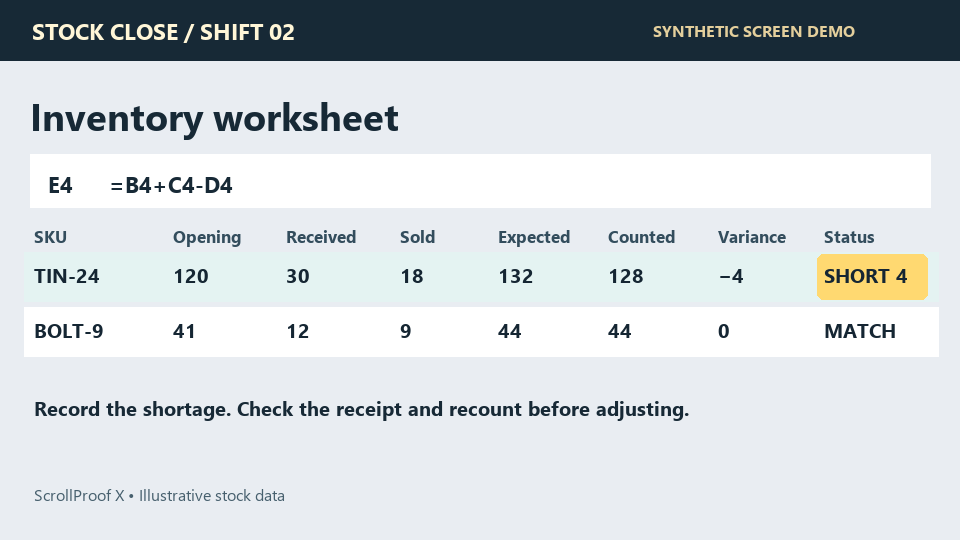 STOCK CLOSE / SHIFT 02 SYNTHETIC SCREEN DEMO
Inventory worksheet
E4 =B4+C4-D4
SKU Opening Received Sold Expected Counted Variance Status
TIN-24 120 30 18 132 128 −4 SHORT 4
BOLT-9 41 12 9 44 44 0 MATCH
Record the shortage. Check the receipt and recount before adjusting.
ScrollProof X • Illustrative stock data